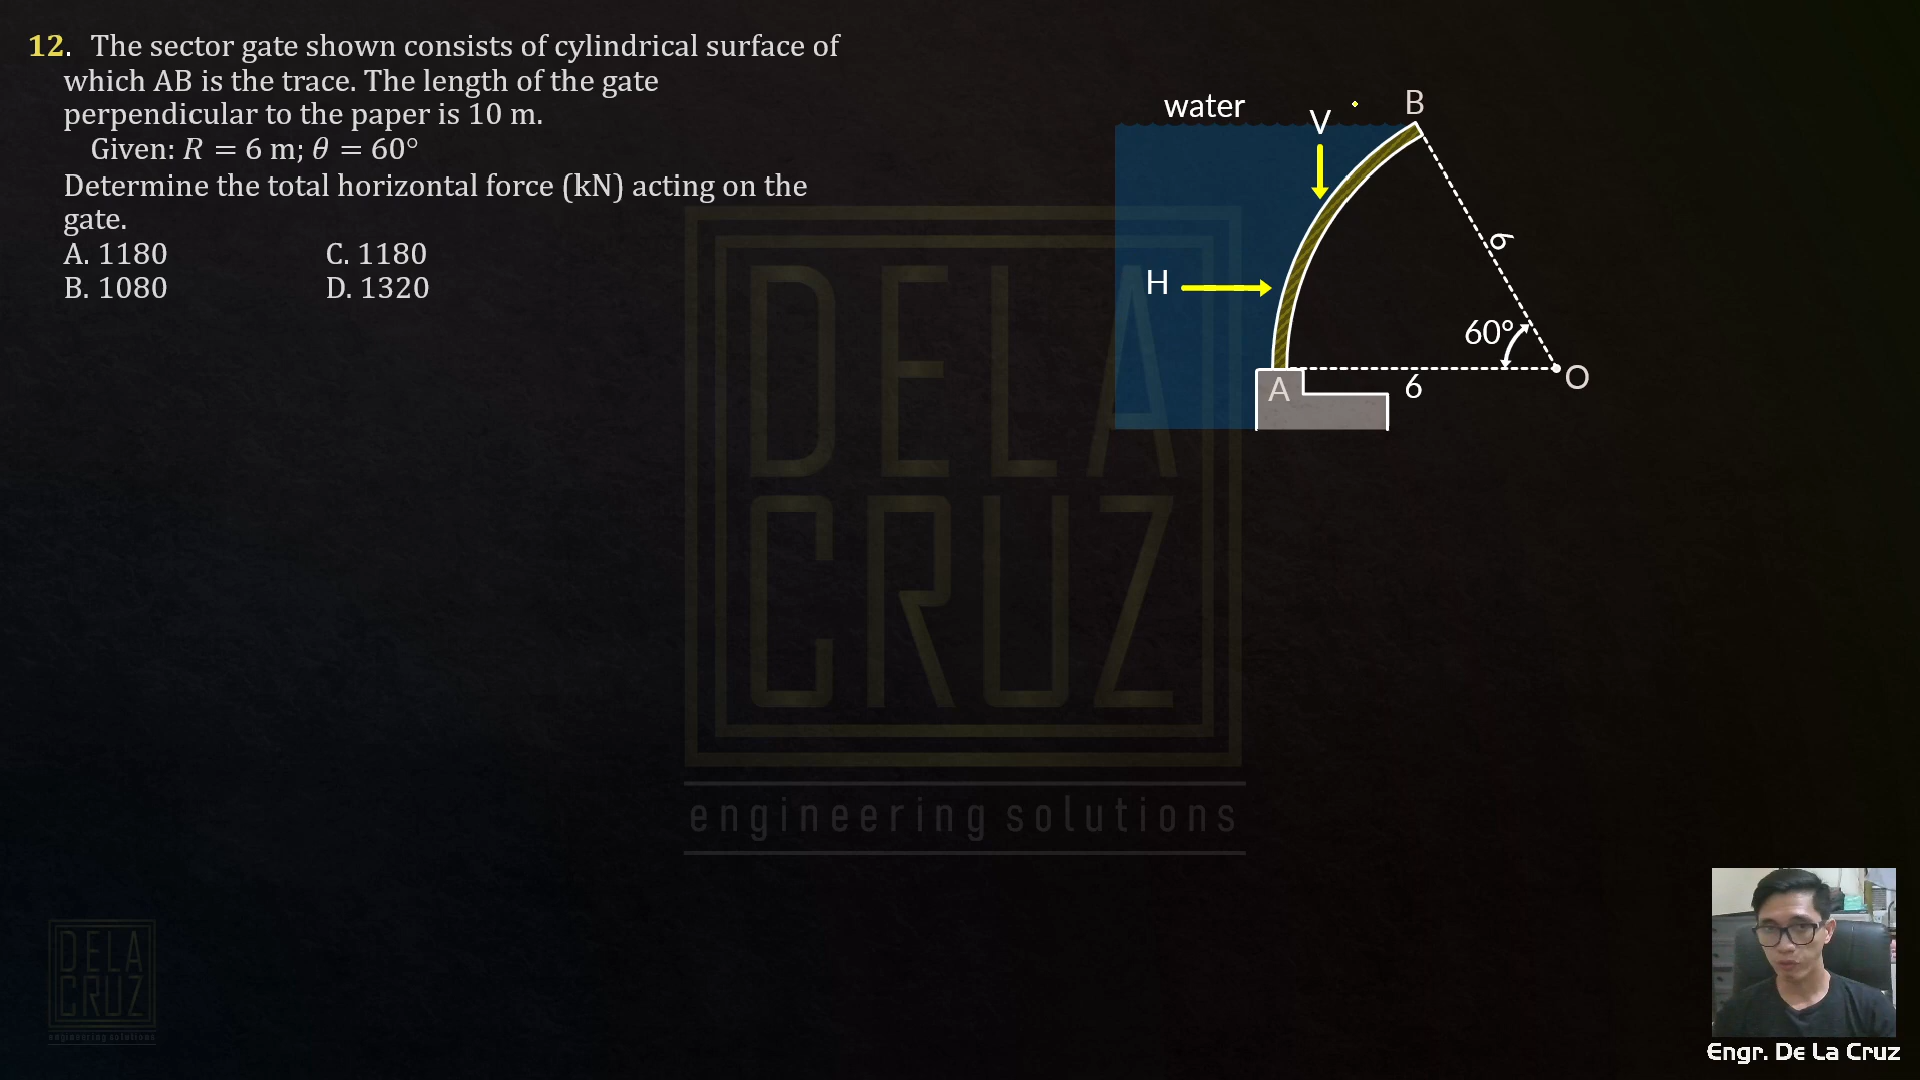 12. The sector gate shown consists of cylindrical surface of
which AB is the trace. The length of the gate
perpendicular to the paper is 10 m.
Given: R = 6 m; θ = 60°
Determine the total horizontal force (kN) acting on the
gate.
A. 1180 C. 1180
B. 1080 D. 1320
water
V
B
H
6
60°
A
6
O
DELA
CRUZ
engineering solutions
DELA
CRUZ
engineering solutions
Engr. De La Cruz